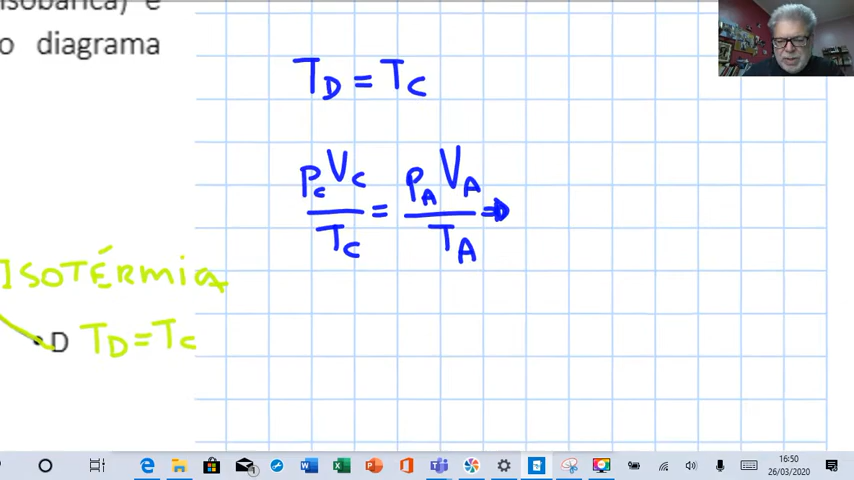 isobárica) e
o diagrama
T_D = T_C
p_C V_C / T_C = p_A V_A / T_A ⇒
ISOTÉRMICA
D T_D = T_C
16:50
26/03/2020